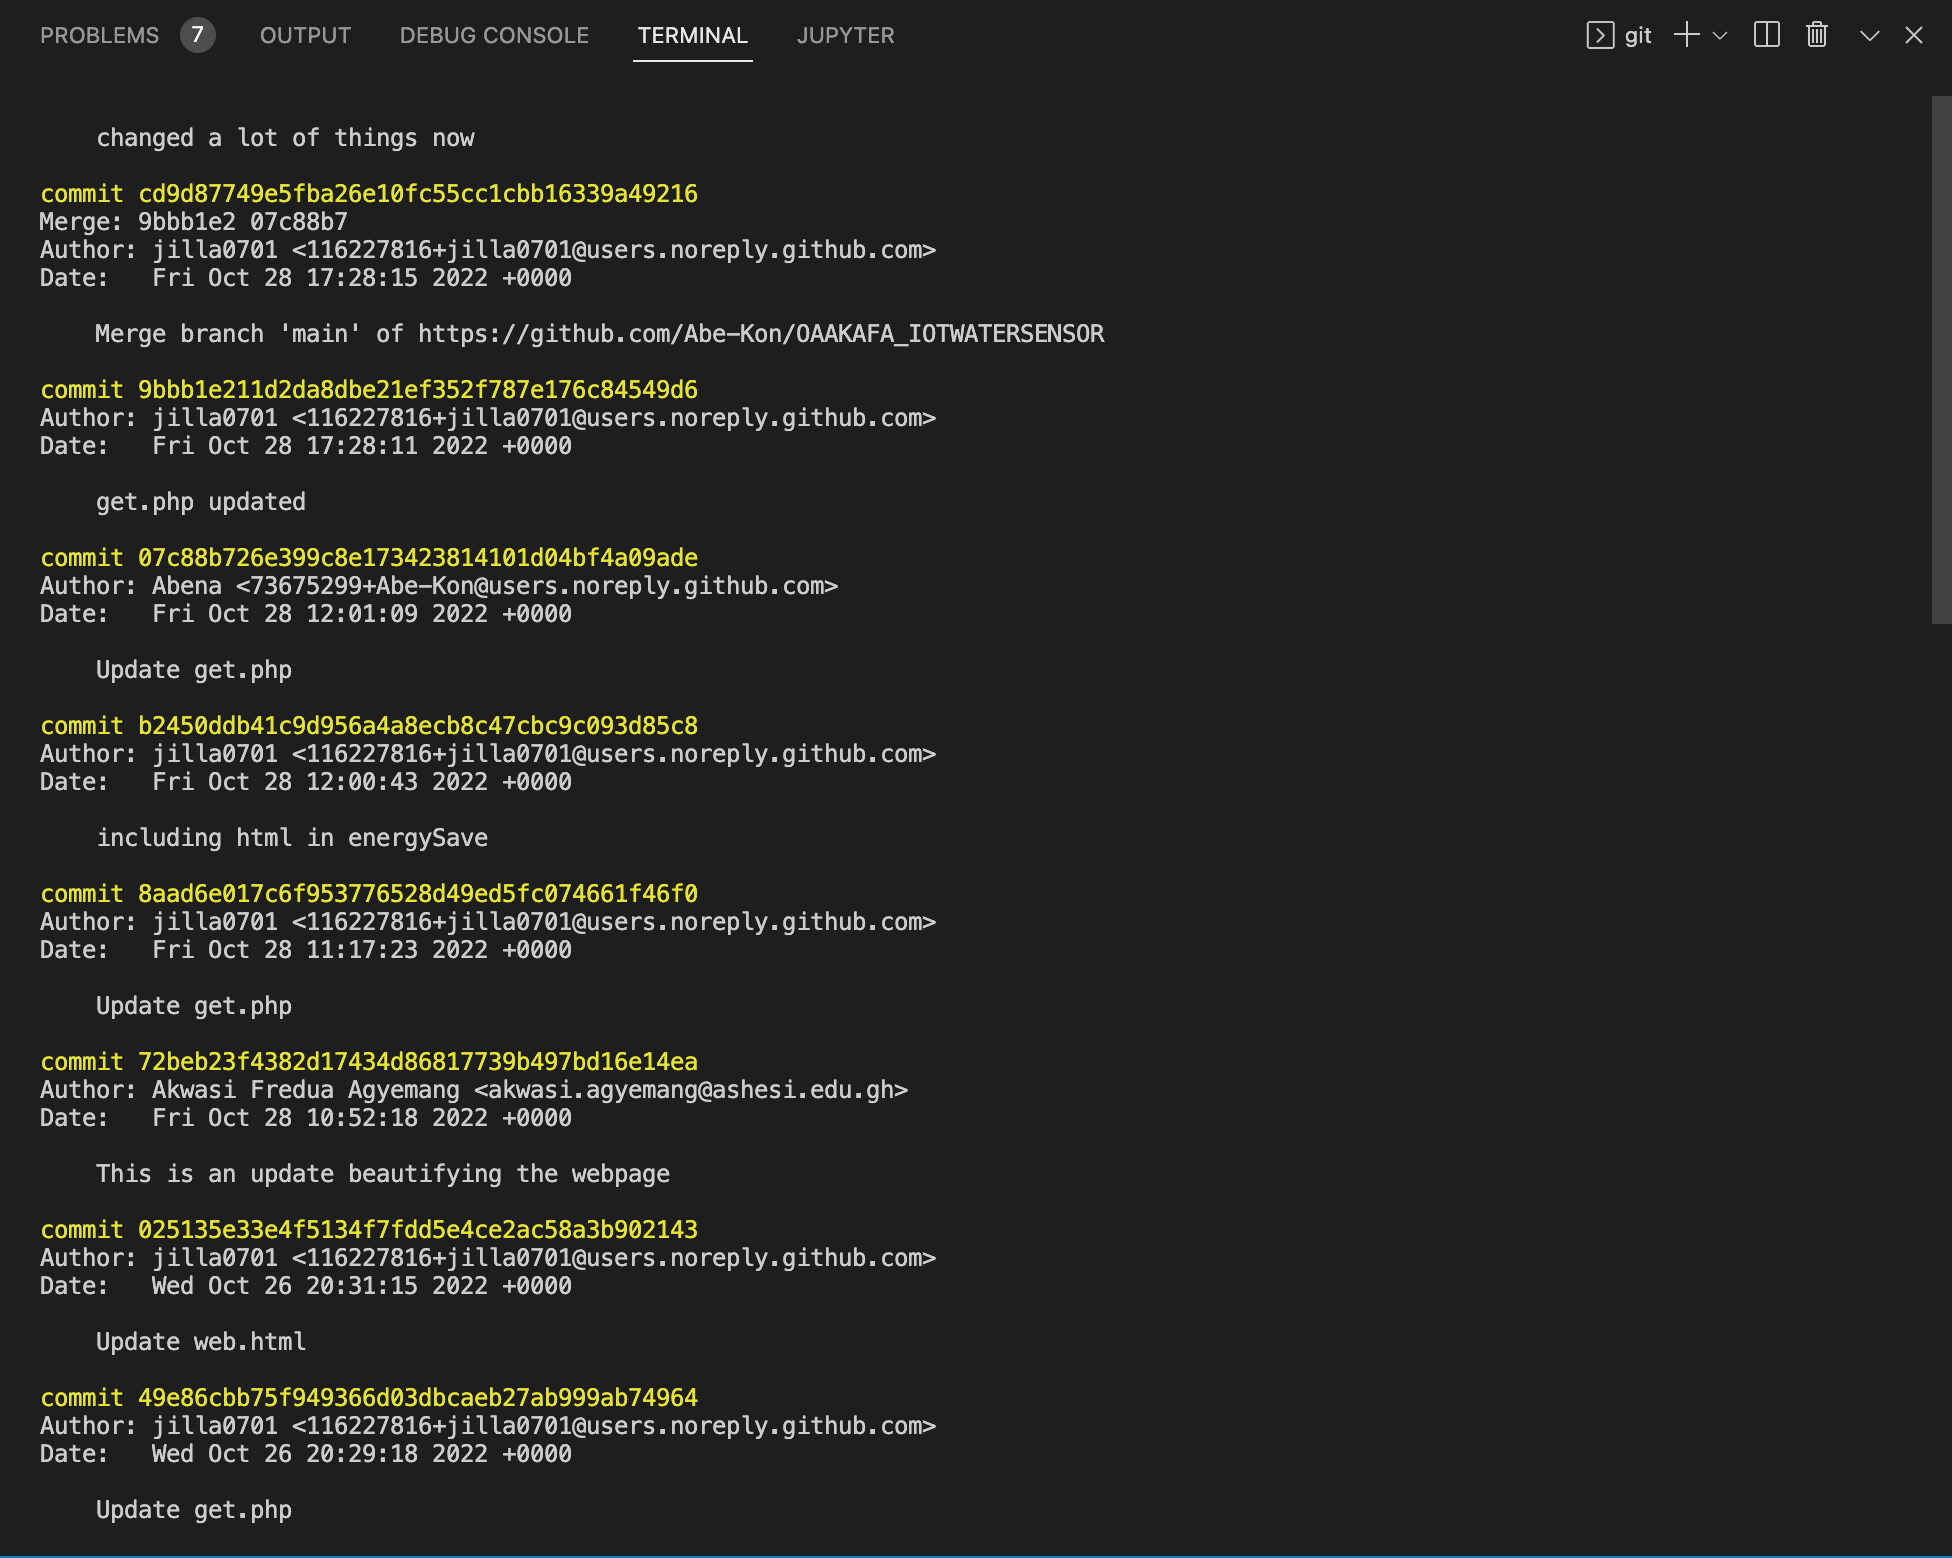 PROBLEMS 7 OUTPUT DEBUG CONSOLE TERMINAL JUPYTER git
changed a lot of things now
commit cd9d87749e5fba26e10fc55cc1cbb16339a49216
Merge: 9bbb1e2 07c88b7
Author: jilla0701 <116227816+jilla0701@users.noreply.github.com>
Date:   Fri Oct 28 17:28:15 2022 +0000
Merge branch 'main' of https://github.com/Abe-Kon/OAAKAFA_IOTWATERSENSOR
commit 9bbb1e211d2da8dbe21ef352f787e176c84549d6
Author: jilla0701 <116227816+jilla0701@users.noreply.github.com>
Date:   Fri Oct 28 17:28:11 2022 +0000
get.php updated
commit 07c88b726e399c8e173423814101d04bf4a09ade
Author: Abena <73675299+Abe-Kon@users.noreply.github.com>
Date:   Fri Oct 28 12:01:09 2022 +0000
Update get.php
commit b2450ddb41c9d956a4a8ecb8c47cbc9c093d85c8
Author: jilla0701 <116227816+jilla0701@users.noreply.github.com>
Date:   Fri Oct 28 12:00:43 2022 +0000
including html in energySave
commit 8aad6e017c6f953776528d49ed5fc074661f46f0
Author: jilla0701 <116227816+jilla0701@users.noreply.github.com>
Date:   Fri Oct 28 11:17:23 2022 +0000
Update get.php
commit 72beb23f4382d17434d86817739b497bd16e14ea
Author: Akwasi Fredua Agyemang <akwasi.agyemang@ashesi.edu.gh>
Date:   Fri Oct 28 10:52:18 2022 +0000
This is an update beautifying the webpage
commit 025135e33e4f5134f7fdd5e4ce2ac58a3b902143
Author: jilla0701 <116227816+jilla0701@users.noreply.github.com>
Date:   Wed Oct 26 20:31:15 2022 +0000
Update web.html
commit 49e86cbb75f949366d03dbcaeb27ab999ab74964
Author: jilla0701 <116227816+jilla0701@users.noreply.github.com>
Date:   Wed Oct 26 20:29:18 2022 +0000
Update get.php